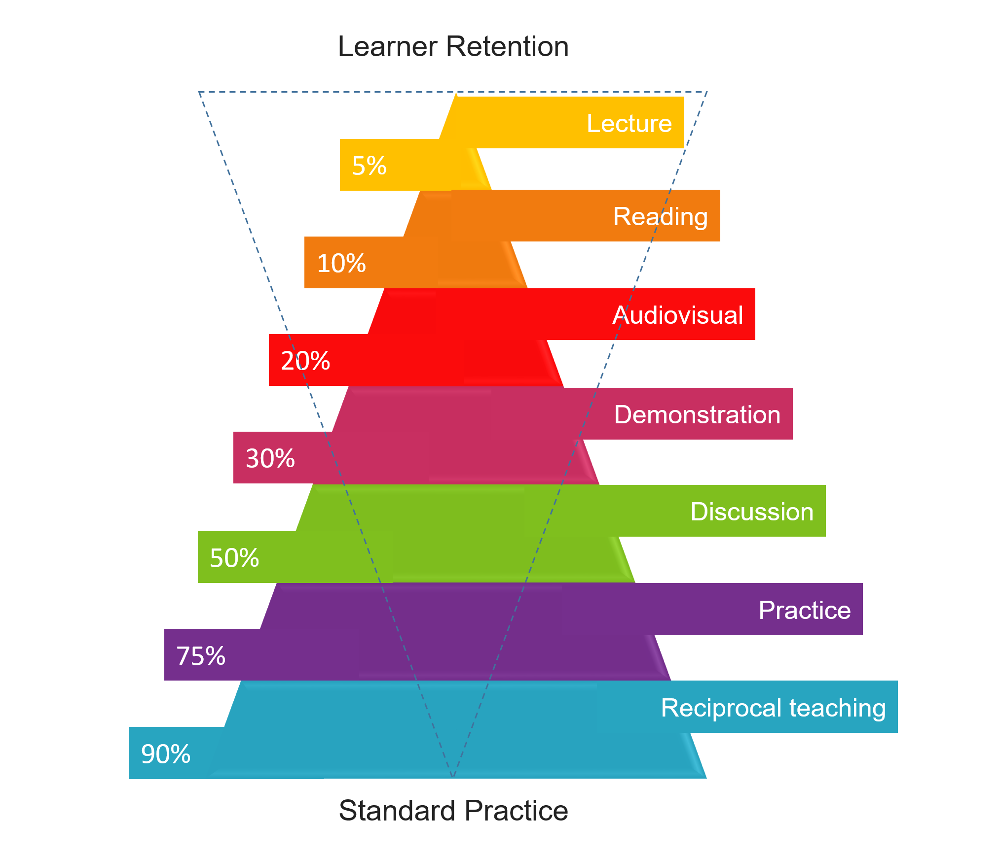 Learner Retention
Lecture
5%
Reading
10%
Audiovisual
20%
Demonstration
30%
Discussion
50%
Practice
75%
Reciprocal teaching
90%
Standard Practice